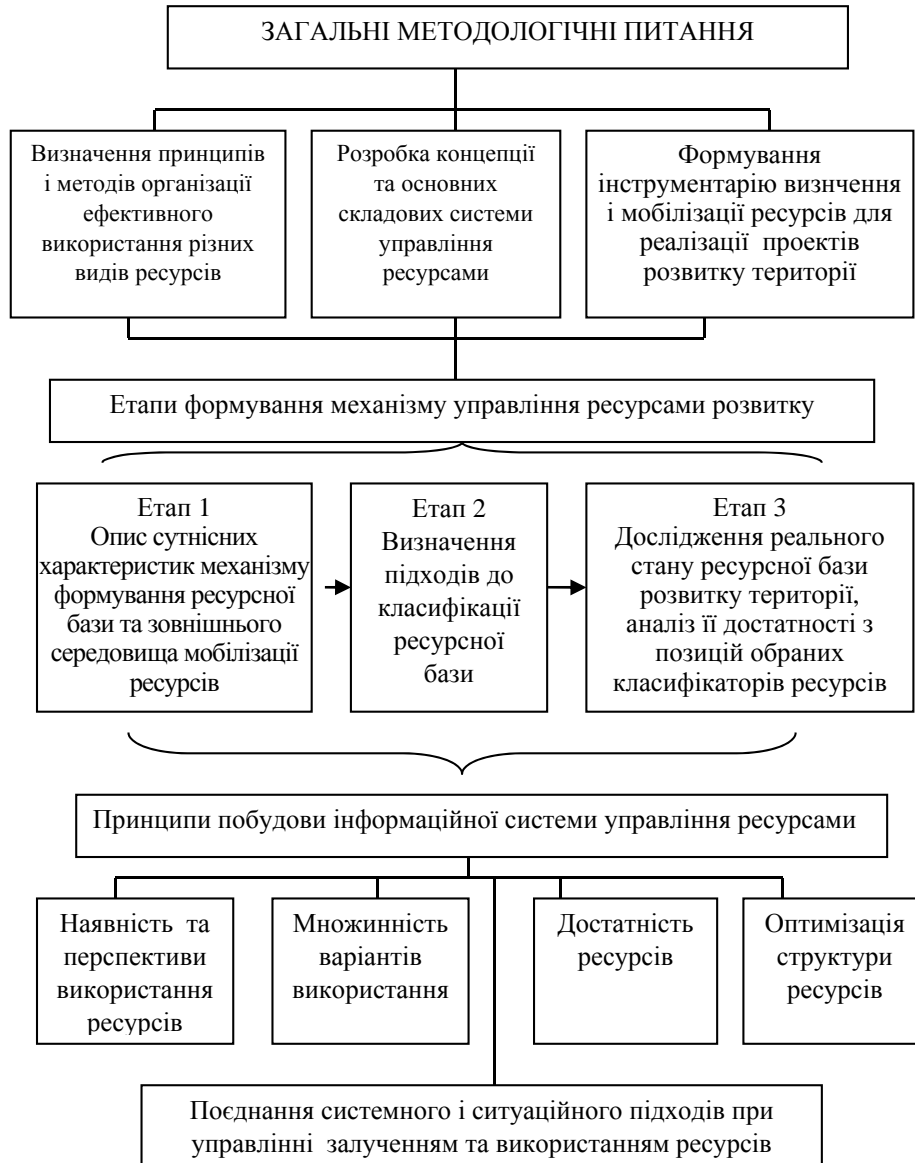 ЗАГАЛЬНІ МЕТОДОЛОГІЧНІ ПИТАННЯ
Визначення принципів
і методів організації
ефективного
використання різних
видів ресурсів
Розробка концепції
та основних
складових системи
управління
ресурсами
Формування
інструментарію визнчення
і мобілізації ресурсів для
реалізації проектів
розвитку території
Етапи формування механізму управління ресурсами розвитку
Етап 1
Опис сутнісних
характеристик механізму
формування ресурсної
бази та зовнішнього
середовища мобілізації
ресурсів
Етап 2
Визначення
підходів до
класифікації
ресурсної
бази
Етап 3
Дослідження реального
стану ресурсної бази
розвитку території,
аналіз її достатності з
позицій обраних
класифікаторів ресурсів
Принципи побудови інформаційної системи управління ресурсами
Наявність та
перспективи
використання
ресурсів
Множинність
варіантів
використання
Достатність
ресурсів
Оптимізація
структури
ресурсів
Поєднання системного і ситуаційного підходів при
управлінні залученням та використанням ресурсів